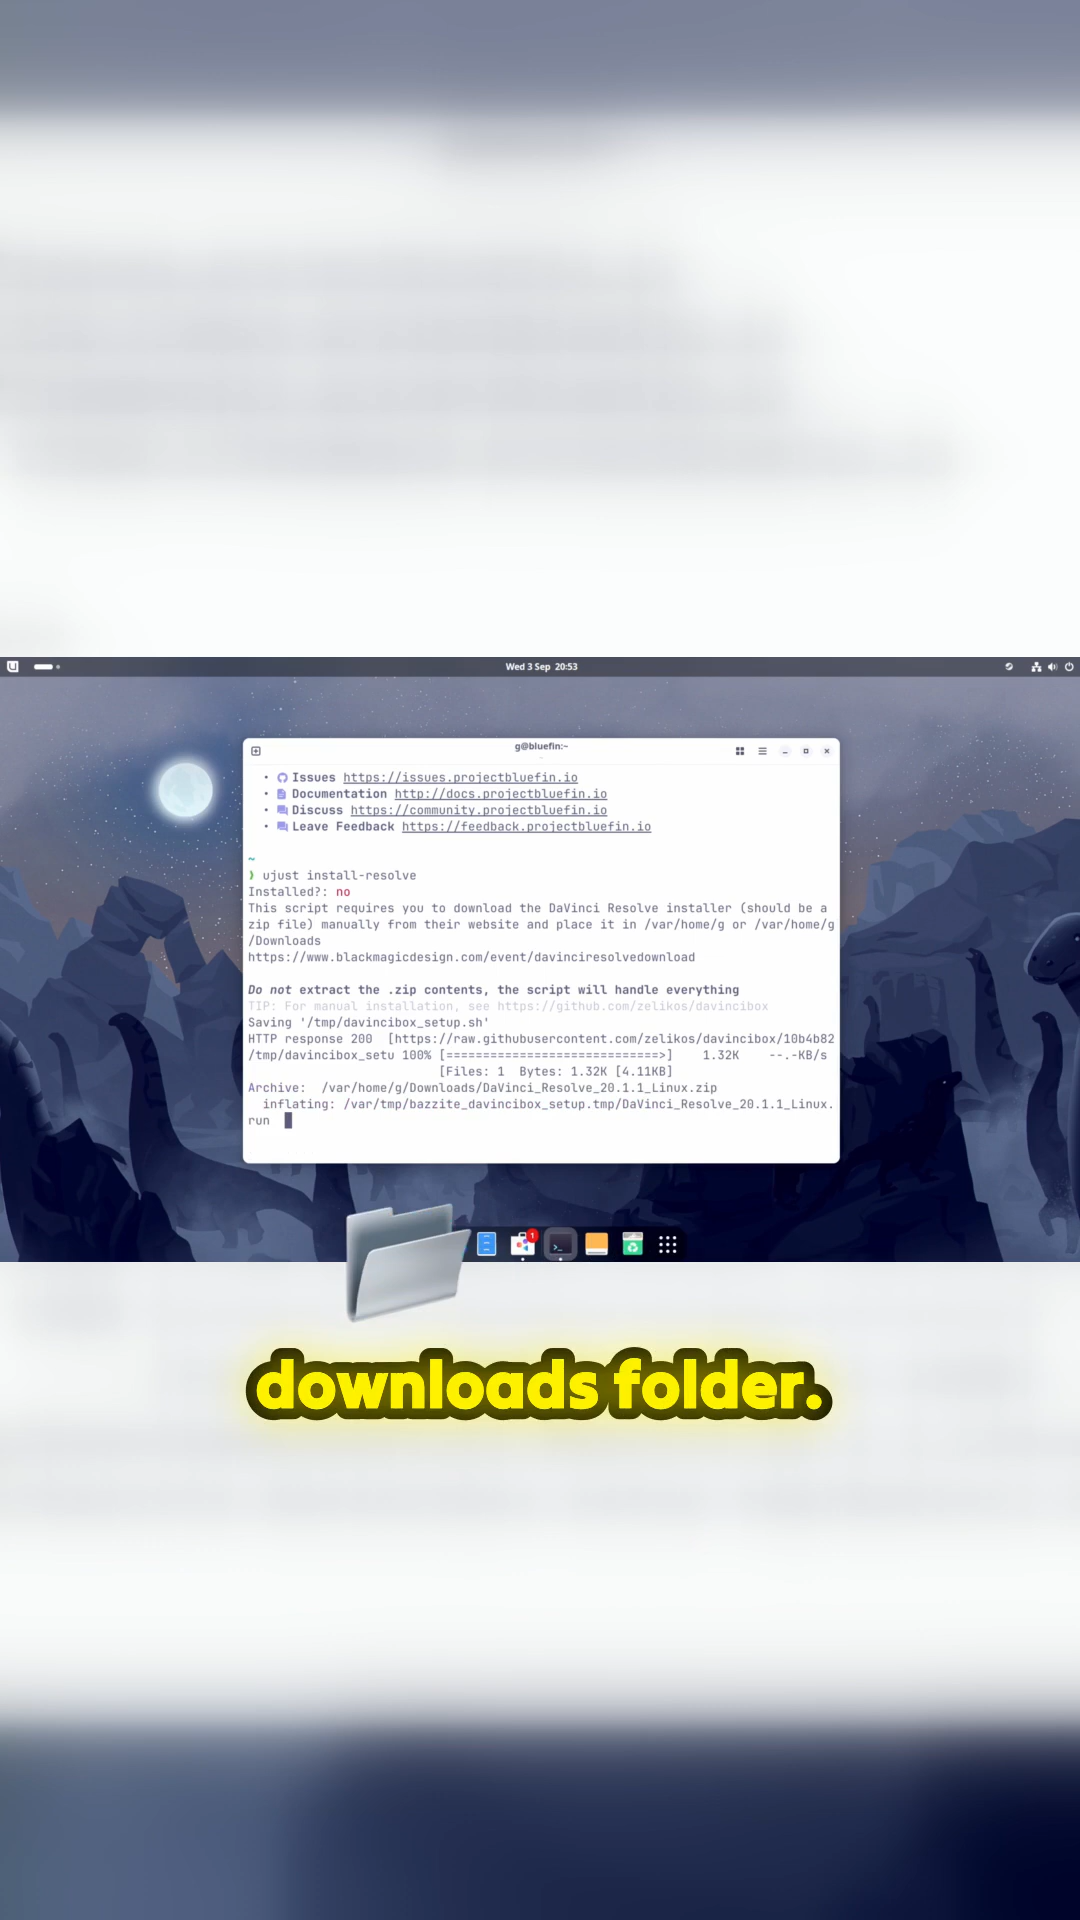 Wed 3 Sep 20:53
g@bluefin:~
• Issues https://issues.projectbluefin.io
• Documentation http://docs.projectbluefin.io
• Discuss https://community.projectbluefin.io
• Leave Feedback https://feedback.projectbluefin.io
~
❯ ujust install-resolve
Installed?: no
This script requires you to download the DaVinci Resolve installer (should be a
zip file) manually from their website and place it in /var/home/g or /var/home/g
/Downloads
https://www.blackmagicdesign.com/event/davinciresolvedownload
Do not extract the .zip contents, the script will handle everything
TIP: For manual installation, see https://github.com/zelikos/davincibox
Saving '/tmp/davincibox_setup.sh'
HTTP response 200 [https://raw.githubusercontent.com/zelikos/davincibox/10b4b82
/tmp/davincibox_setu 100% [=============================>] 1.32K --.-KB/s
[Files: 1 Bytes: 1.32K [4.11KB]
Archive: /var/home/g/Downloads/DaVinci_Resolve_20.1.1_Linux.zip
inflating: /var/tmp/bazzite_davincibox_setup.tmp/DaVinci_Resolve_20.1.1_Linux.
run
1
downloads folder.